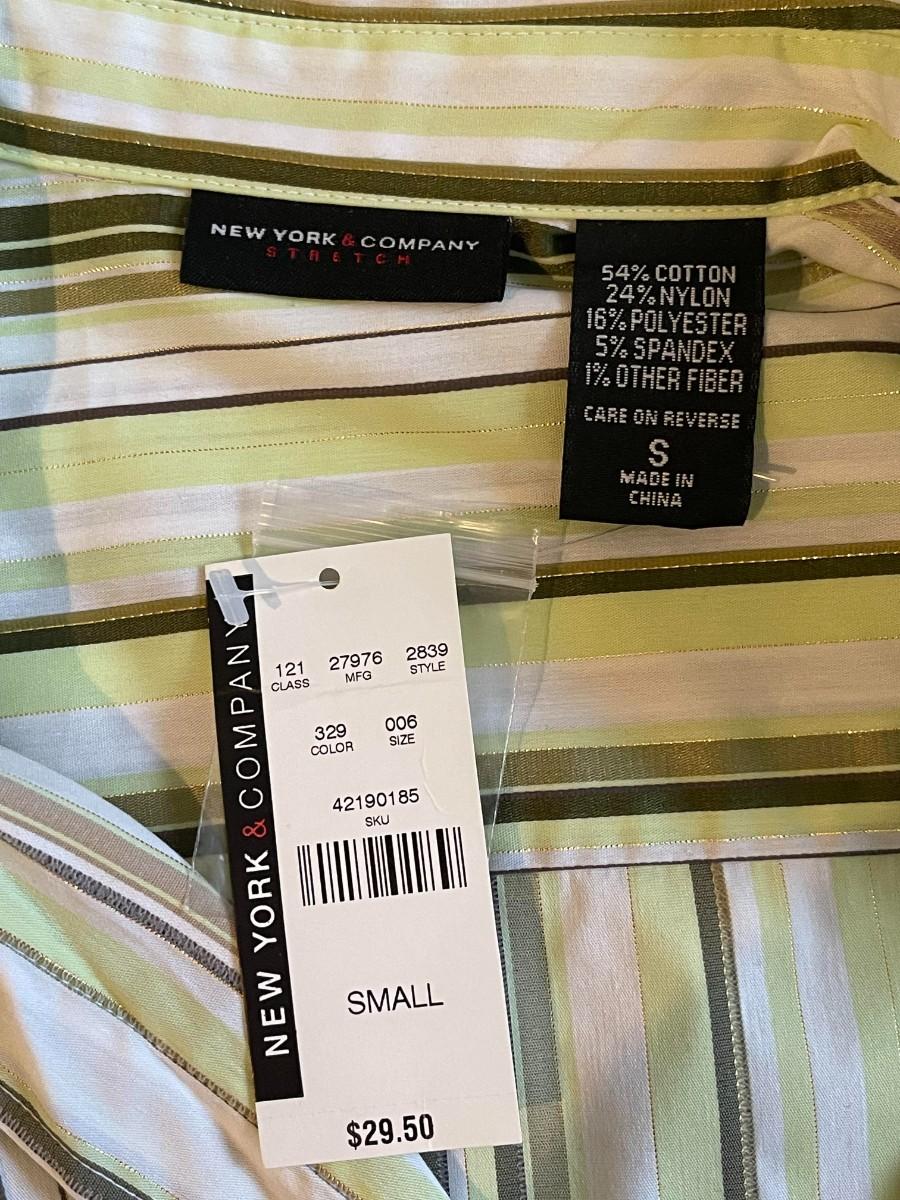 NEW YORK & COMPANY
STRETCH
54% COTTON
24% NYLON
16% POLYESTER
5% SPANDEX
1% OTHER FIBER
CARE ON REVERSE
S
MADE IN
CHINA
NEW YORK & COMPANY
121 27976 2839
CLASS MFG STYLE
329 006
COLOR SIZE
42190185
SKU
SMALL
$29.50